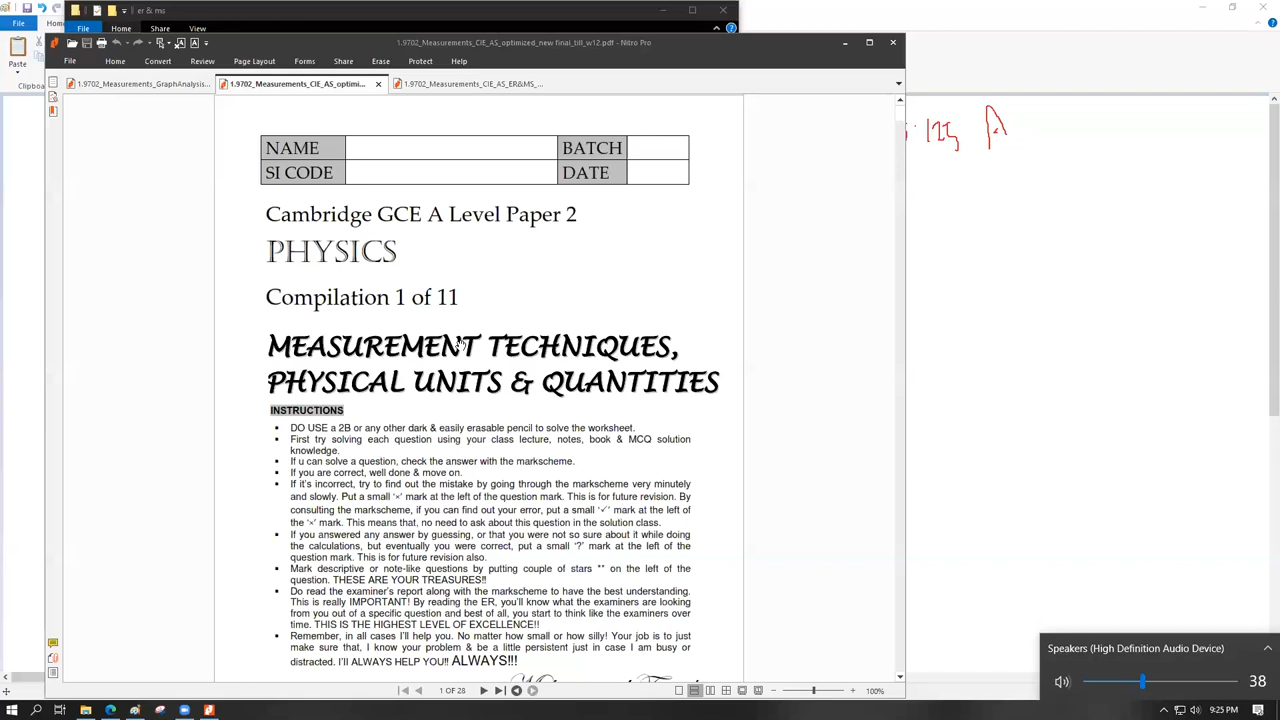 er & ms
File Home Share View
File Home
Paste
Clipboard
1.9702_Measurements_CIE_AS_optimized_new final_till_w12.pdf - Nitro Pro
File Home Convert Review Page Layout Forms Share Erase Protect Help
1.9702_Measurements_GraphAnalysis... 1.9702_Measurements_CIE_AS_optimi... 1.9702_Measurements_CIE_AS_ER&MS_...
NAME BATCH
SI CODE DATE
Cambridge GCE A Level Paper 2
PHYSICS
Compilation 1 of 11
MEASUREMENT TECHNIQUES,
PHYSICAL UNITS & QUANTITIES
INSTRUCTIONS
▪ DO USE a 2B or any other dark & easily erasable pencil to solve the worksheet.
▪ First try solving each question using your class lecture, notes, book & MCQ solution
knowledge.
▪ If u can solve a question, check the answer with the markscheme.
▪ If you are correct, well done & move on.
▪ If it's incorrect, try to find out the mistake by going through the markscheme very minutely
and slowly. Put a small '×' mark at the left of the question mark. This is for future revision. By
consulting the markscheme, if you can find out your error, put a small '✓' mark at the left of
the '×' mark. This means that, no need to ask about this question in the solution class.
▪ If you answered any answer by guessing, or that you were not so sure about it while doing
the calculations, but eventually you were correct, put a small '?' mark at the left of the
question mark. This is for future revision also.
▪ Mark descriptive or note-like questions by putting couple of stars ** on the left of the
question. THESE ARE YOUR TREASURES!!
▪ Do read the examiner's report along with the markscheme to have the best understanding.
This is really IMPORTANT! By reading the ER, you'll know what the examiners are looking
from you out of a specific question and best of all, you start to think like the examiners over
time. THIS IS THE HIGHEST LEVEL OF EXCELLENCE!!
▪ Remember, in all cases I'll help you. No matter how small or how silly! Your job is to just
make sure that, I know your problem & be a little persistent just in case I am busy or
distracted. I'll ALWAYS HELP YOU!! ALWAYS!!!
1 OF 28
100%
Speakers (High Definition Audio Device)
38
9:25 PM